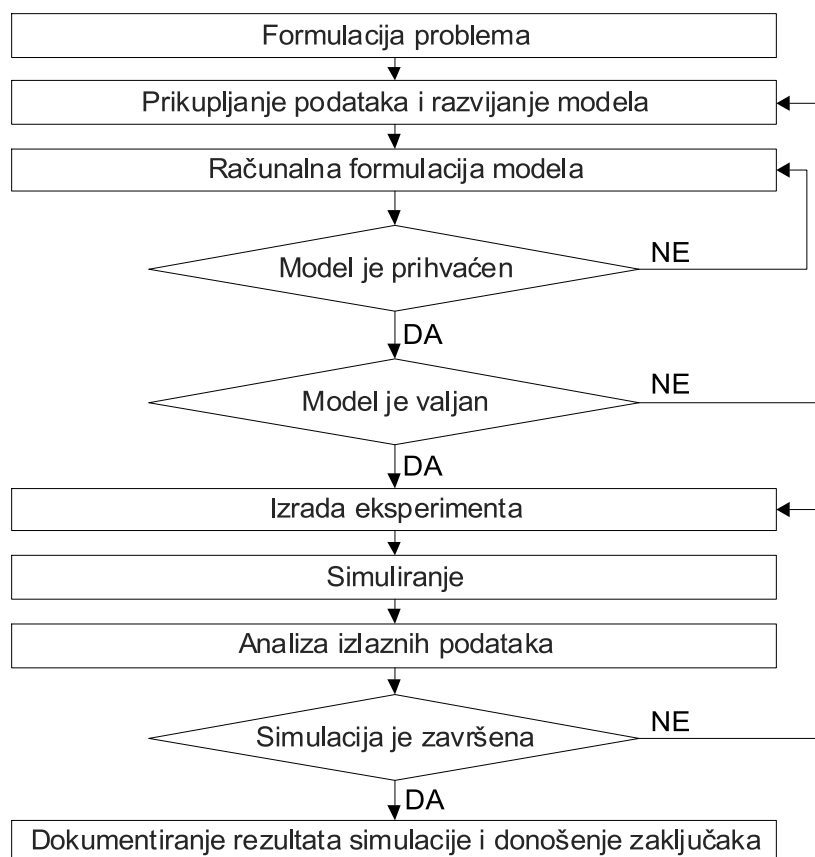 Formulacija problema
Prikupljanje podataka i razvijanje modela
Računalna formulacija modela
Model je prihvaćen
NE
DA
Model je valjan
NE
DA
Izrada eksperimenta
Simuliranje
Analiza izlaznih podataka
Simulacija je završena
NE
DA
Dokumentiranje rezultata simulacije i donošenje zaključaka